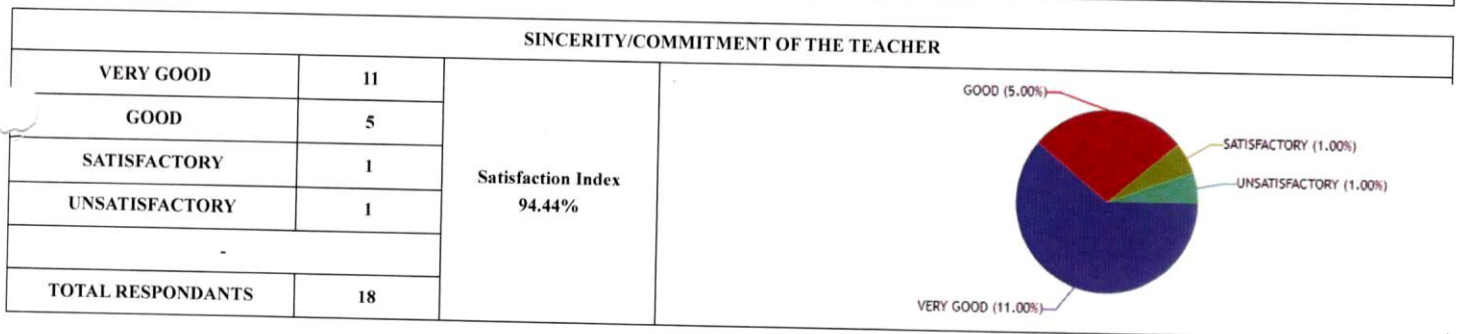 SINCERITY/COMMITMENT OF THE TEACHER
VERY GOOD 11
GOOD 5
SATISFACTORY 1
UNSATISFACTORY 1
-
TOTAL RESPONDANTS 18
Satisfaction Index
94.44%
GOOD (5.00%)
SATISFACTORY (1.00%)
UNSATISFACTORY (1.00%)
VERY GOOD (11.00%)